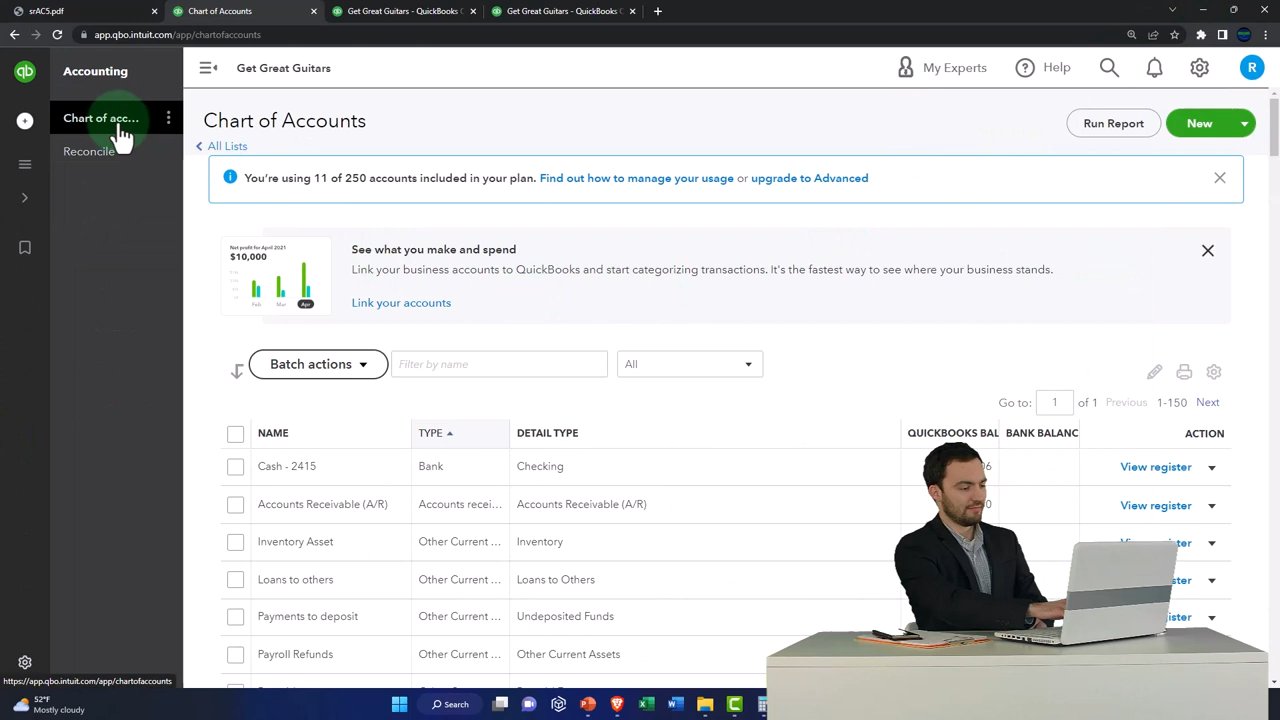 srAC5.pdf
Chart of Accounts
Get Great Guitars - QuickBooks C
Get Great Guitars - QuickBooks C
app.qbo.intuit.com/app/chartofaccounts
Accounting
Chart of acc...
Reconcile
Get Great Guitars
My Experts
Help
R
Chart of Accounts
All Lists
Run Report
New
You're using 11 of 250 accounts included in your plan. Find out how to manage your usage or upgrade to Advanced
Net profit for April 2021
$10,000
Feb Mar Apr
See what you make and spend
Link your business accounts to QuickBooks and start categorizing transactions. It's the fastest way to see where your business stands.
Link your accounts
Batch actions
Filter by name
All
Go to: 1 of 1 Previous 1-150 Next
NAME TYPE DETAIL TYPE QUICKBOOKS BAL BANK BALANC ACTION
Cash - 2415 Bank Checking View register
Accounts Receivable (A/R) Accounts recei... Accounts Receivable (A/R) View register
Inventory Asset Other Current ... Inventory
Loans to others Other Current ... Loans to Others
Payments to deposit Other Current ... Undeposited Funds
Payroll Refunds Other Current ... Other Current Assets
https://app.qbo.intuit.com/app/chartofaccounts
52°F
Mostly cloudy
Search